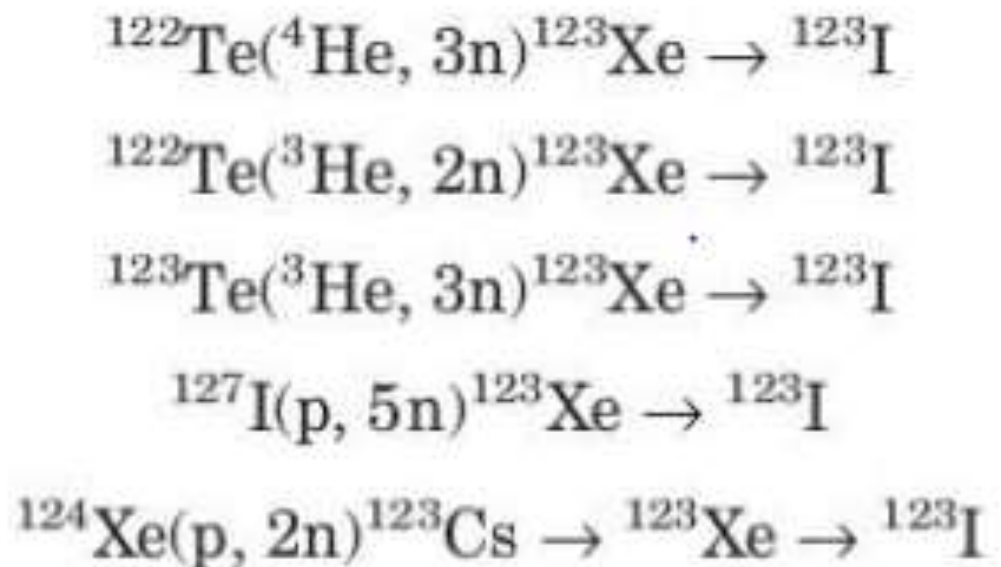 ¹²²Te(⁴He, 3n)¹²³Xe → ¹²³I
¹²²Te(³He, 2n)¹²³Xe → ¹²³I
¹²³Te(³He, 3n)¹²³Xe → ¹²³I
¹²⁷I(p, 5n)¹²³Xe → ¹²³I
¹²⁴Xe(p, 2n)¹²³Cs → ¹²³Xe → ¹²³I